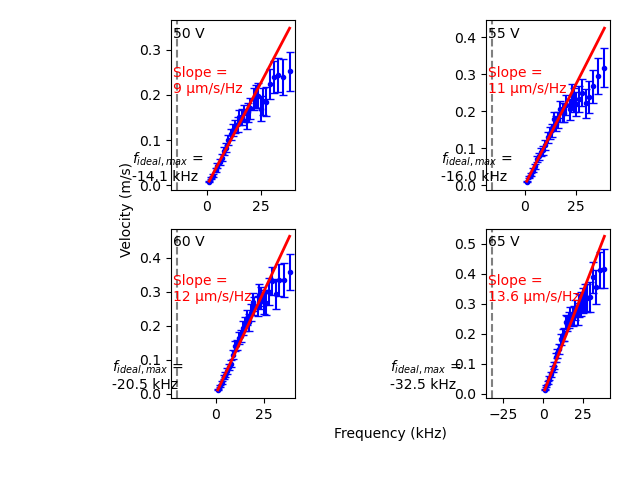 50 V
Slope =
9 μm/s/Hz
f_ideal,max =
-14.1 kHz
0.3
0.2
0.1
0.0
0
25
55 V
Slope =
11 μm/s/Hz
f_ideal,max =
-16.0 kHz
0.4
0.3
0.2
0.1
0.0
0
25
Velocity (m/s)
60 V
Slope =
12 μm/s/Hz
f_ideal,max =
-20.5 kHz
0.4
0.3
0.2
0.1
0.0
0
25
65 V
Slope =
13.6 μm/s/Hz
f_ideal,max =
-32.5 kHz
0.5
0.4
0.3
0.2
0.1
0.0
−25
0
25
Frequency (kHz)